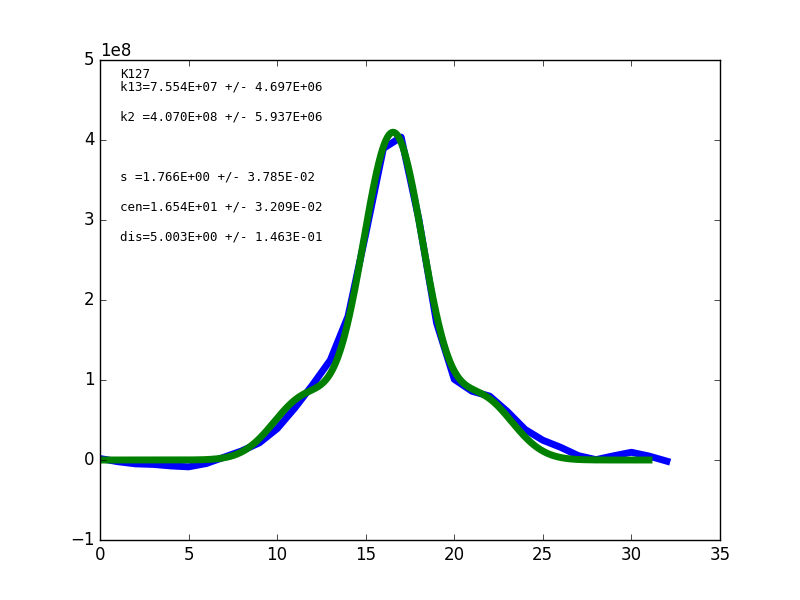 1e8
K127
k13=7.554E+07 +/- 4.697E+06
k2 =4.070E+08 +/- 5.937E+06
s =1.766E+00 +/- 3.785E-02
cen=1.654E+01 +/- 3.209E-02
dis=5.003E+00 +/- 1.463E-01
5
4
3
2
1
0
−1
0 5 10 15 20 25 30 35